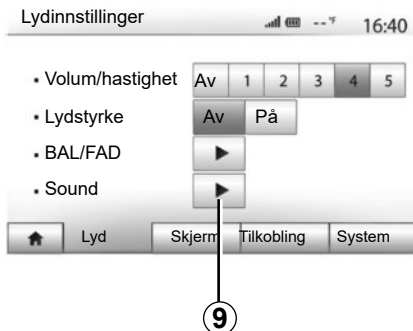 Lydinnstillinger -- °F 16:40
Volum/hastighet Av 1 2 3 4 5
Lydstyrke Av På
BAL/FAD
Sound
Lyd Skjerm Tilkobling System
9